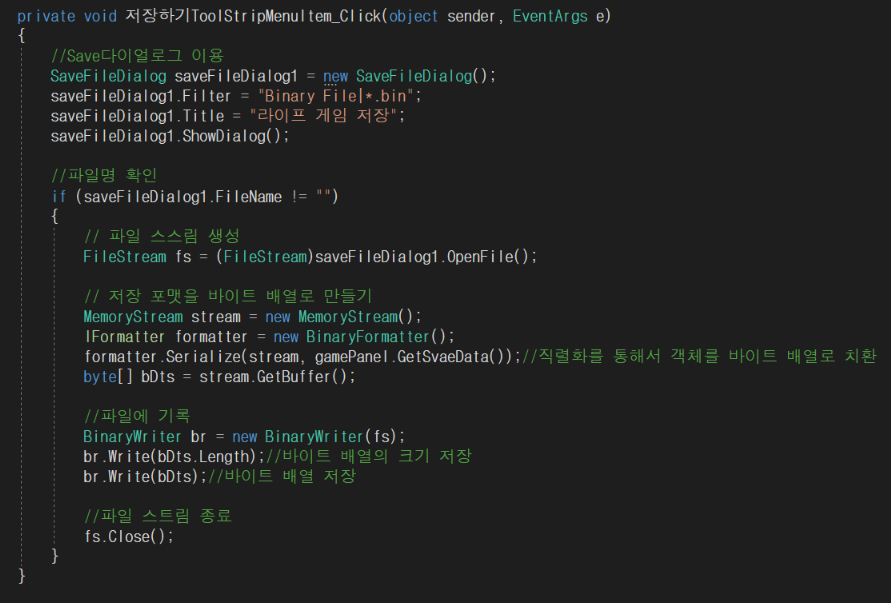 private void 저장하기ToolStripMenuItem_Click(object sender, EventArgs e)
{
//Save다이얼로그 이용
SaveFileDialog saveFileDialog1 = new SaveFileDialog();
saveFileDialog1.Filter = "Binary File|*.bin";
saveFileDialog1.Title = "라이프 게임 저장";
saveFileDialog1.ShowDialog();
//파일명 확인
if (saveFileDialog1.FileName != "")
{
// 파일 스스림 생성
FileStream fs = (FileStream)saveFileDialog1.OpenFile();
// 저장 포맷을 바이트 배열로 만들기
MemoryStream stream = new MemoryStream();
IFormatter formatter = new BinaryFormatter();
formatter.Serialize(stream, gamePanel.GetSvaeData());//직렬화를 통해서 객체를 바이트 배열로 치환
byte[] bDts = stream.GetBuffer();
//파일에 기록
BinaryWriter br = new BinaryWriter(fs);
br.Write(bDts.Length);//바이트 배열의 크기 저장
br.Write(bDts);//바이트 배열 저장
//파일 스트림 종료
fs.Close();
}
}